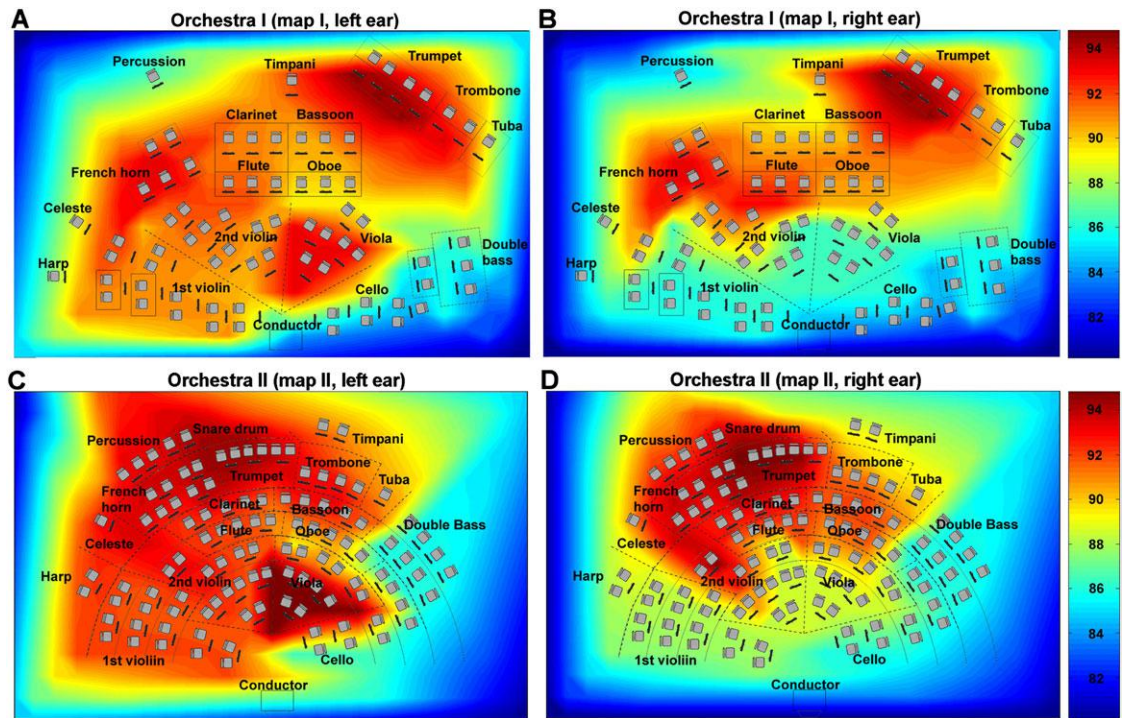 A
Orchestra I (map I, left ear)
Percussion
Timpani
Trumpet
Trombone
Tuba
Clarinet
Bassoon
French horn
Flute
Oboe
Celeste
2nd violin
Viola
Double
bass
Harp
1st violin
Cello
Conductor
B
Orchestra I (map I, right ear)
Percussion
Timpani
Trumpet
Trombone
Tuba
Clarinet
Bassoon
French horn
Flute
Oboe
Celeste
2nd violin
Viola
Double
bass
Harp
1st violin
Cello
Conductor
94
92
90
88
86
84
82
C
Orchestra II (map II, left ear)
Percussion
Snare drum
Timpani
Trombone
Tuba
Trumpet
French
horn
Clarinet
Bassoon
Flute
Oboe
Double Bass
Celeste
Harp
2nd violin
Viola
1st violiin
Cello
Conductor
D
Orchestra II (map II, right ear)
Percussion
Snare drum
Timpani
Trombone
Tuba
Trumpet
French
horn
Clarinet
Bassoon
Flute
Oboe
Double Bass
Celeste
Harp
2nd violin
Viola
1st violin
Cello
Conductor
94
92
90
88
86
84
82